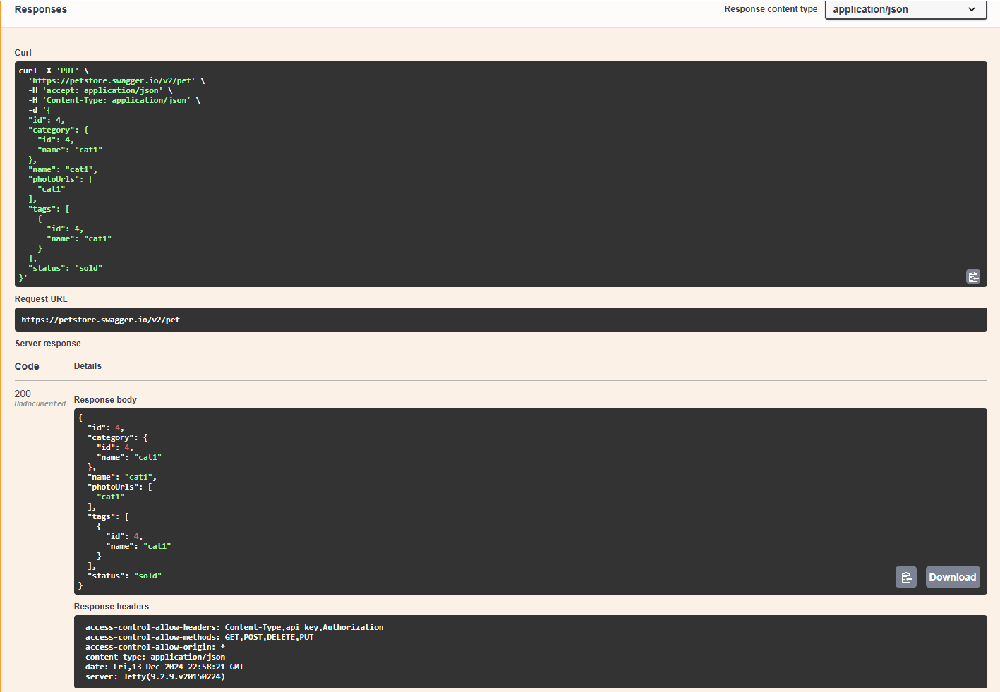 Responses
Response content type
application/json
Curl
curl -X 'PUT' \
  'https://petstore.swagger.io/v2/pet' \
  -H 'accept: application/json' \
  -H 'Content-Type: application/json' \
  -d '{
  "id": 4,
  "category": {
    "id": 4,
    "name": "cat1"
  },
  "name": "cat1",
  "photoUrls": [
    "cat1"
  ],
  "tags": [
    {
      "id": 4,
      "name": "cat1"
    }
  ],
  "status": "sold"
}'
Request URL
https://petstore.swagger.io/v2/pet
Server response
Code Details
200
Undocumented
Response body
{
  "id": 4,
  "category": {
    "id": 4,
    "name": "cat1"
  },
  "name": "cat1",
  "photoUrls": [
    "cat1"
  ],
  "tags": [
    {
      "id": 4,
      "name": "cat1"
    }
  ],
  "status": "sold"
}
Download
Response headers
access-control-allow-headers: Content-Type,api_key,Authorization
access-control-allow-methods: GET,POST,DELETE,PUT
access-control-allow-origin: *
content-type: application/json
date: Fri,13 Dec 2024 22:58:21 GMT
server: Jetty(9.2.9.v20150224)